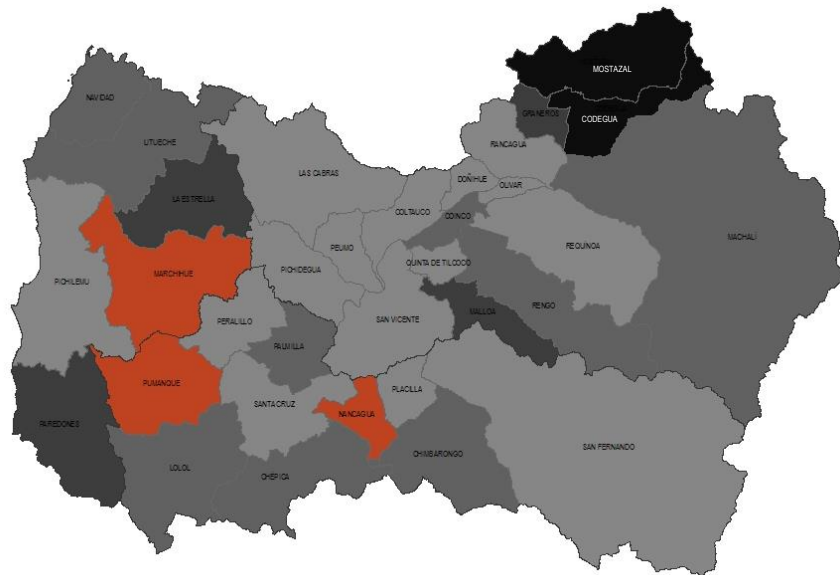 MOSTAZAL
NAVIDAD
GRANEROS
CODEGUA
LITUECHE
RANCAGUA
LAS CABRAS
DOÑIHUE
OLIVAR
LA ESTRELLA
COLTAUCO
COINCO
MACHALÍ
PEUMO
REQUÍNOA
QUINTA DE TILCOCO
PICHIDEGUA
MARCHIHUE
PICHILEMU
RENGO
MALLOA
SAN VICENTE
PERALILLO
PALMILLA
PUMANQUE
PLACILLA
SANTA CRUZ
NANCAGUA
PAREDONES
SAN FERNANDO
CHIMBARONGO
LOLOL
CHEPICA